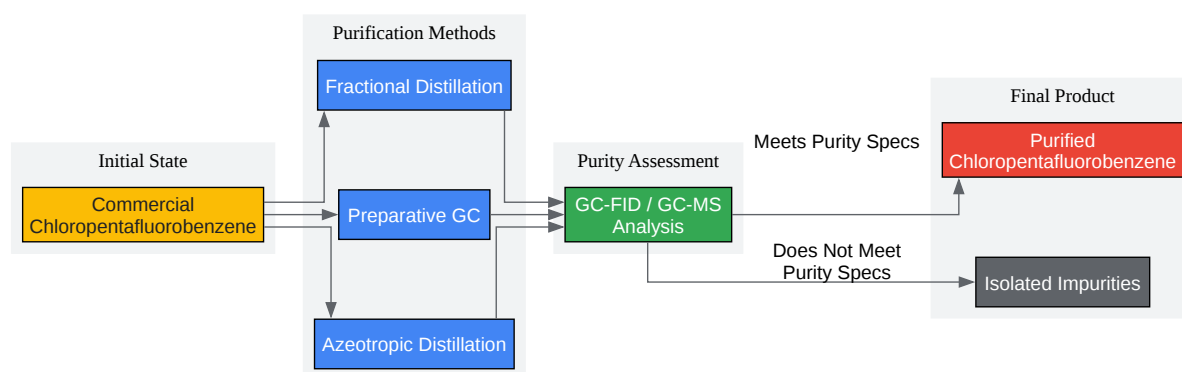 Initial State
Commercial
Chloropentafluorobenzene
Purification Methods
Fractional Distillation
Preparative GC
Azeotropic Distillation
Purity Assessment
GC-FID / GC-MS
Analysis
Meets Purity Specs
Does Not Meet
Purity Specs
Final Product
Purified
Chloropentafluorobenzene
Isolated Impurities